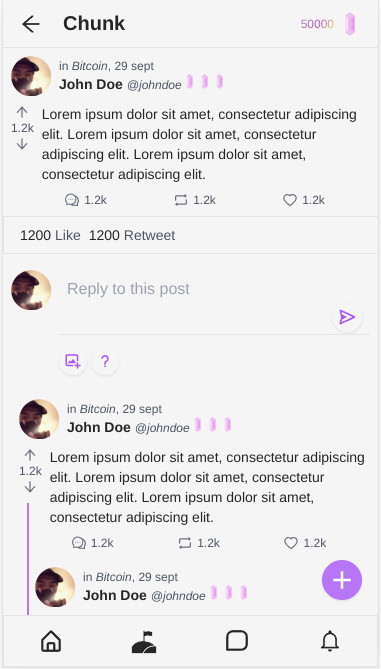 Chunk
50000
in Bitcoin, 29 sept
John Doe @johndoe
1.2k
Lorem ipsum dolor sit amet, consectetur adipiscing
elit. Lorem ipsum dolor sit amet, consectetur
adipiscing elit. Lorem ipsum dolor sit amet,
consectetur adipiscing elit.
1.2k 1.2k 1.2k
1200 Like 1200 Retweet
Reply to this post
?
in Bitcoin, 29 sept
John Doe @johndoe
1.2k
Lorem ipsum dolor sit amet, consectetur adipiscing
elit. Lorem ipsum dolor sit amet, consectetur
adipiscing elit. Lorem ipsum dolor sit amet,
consectetur adipiscing elit.
1.2k 1.2k 1.2k
in Bitcoin, 29 sept
John Doe @johndoe